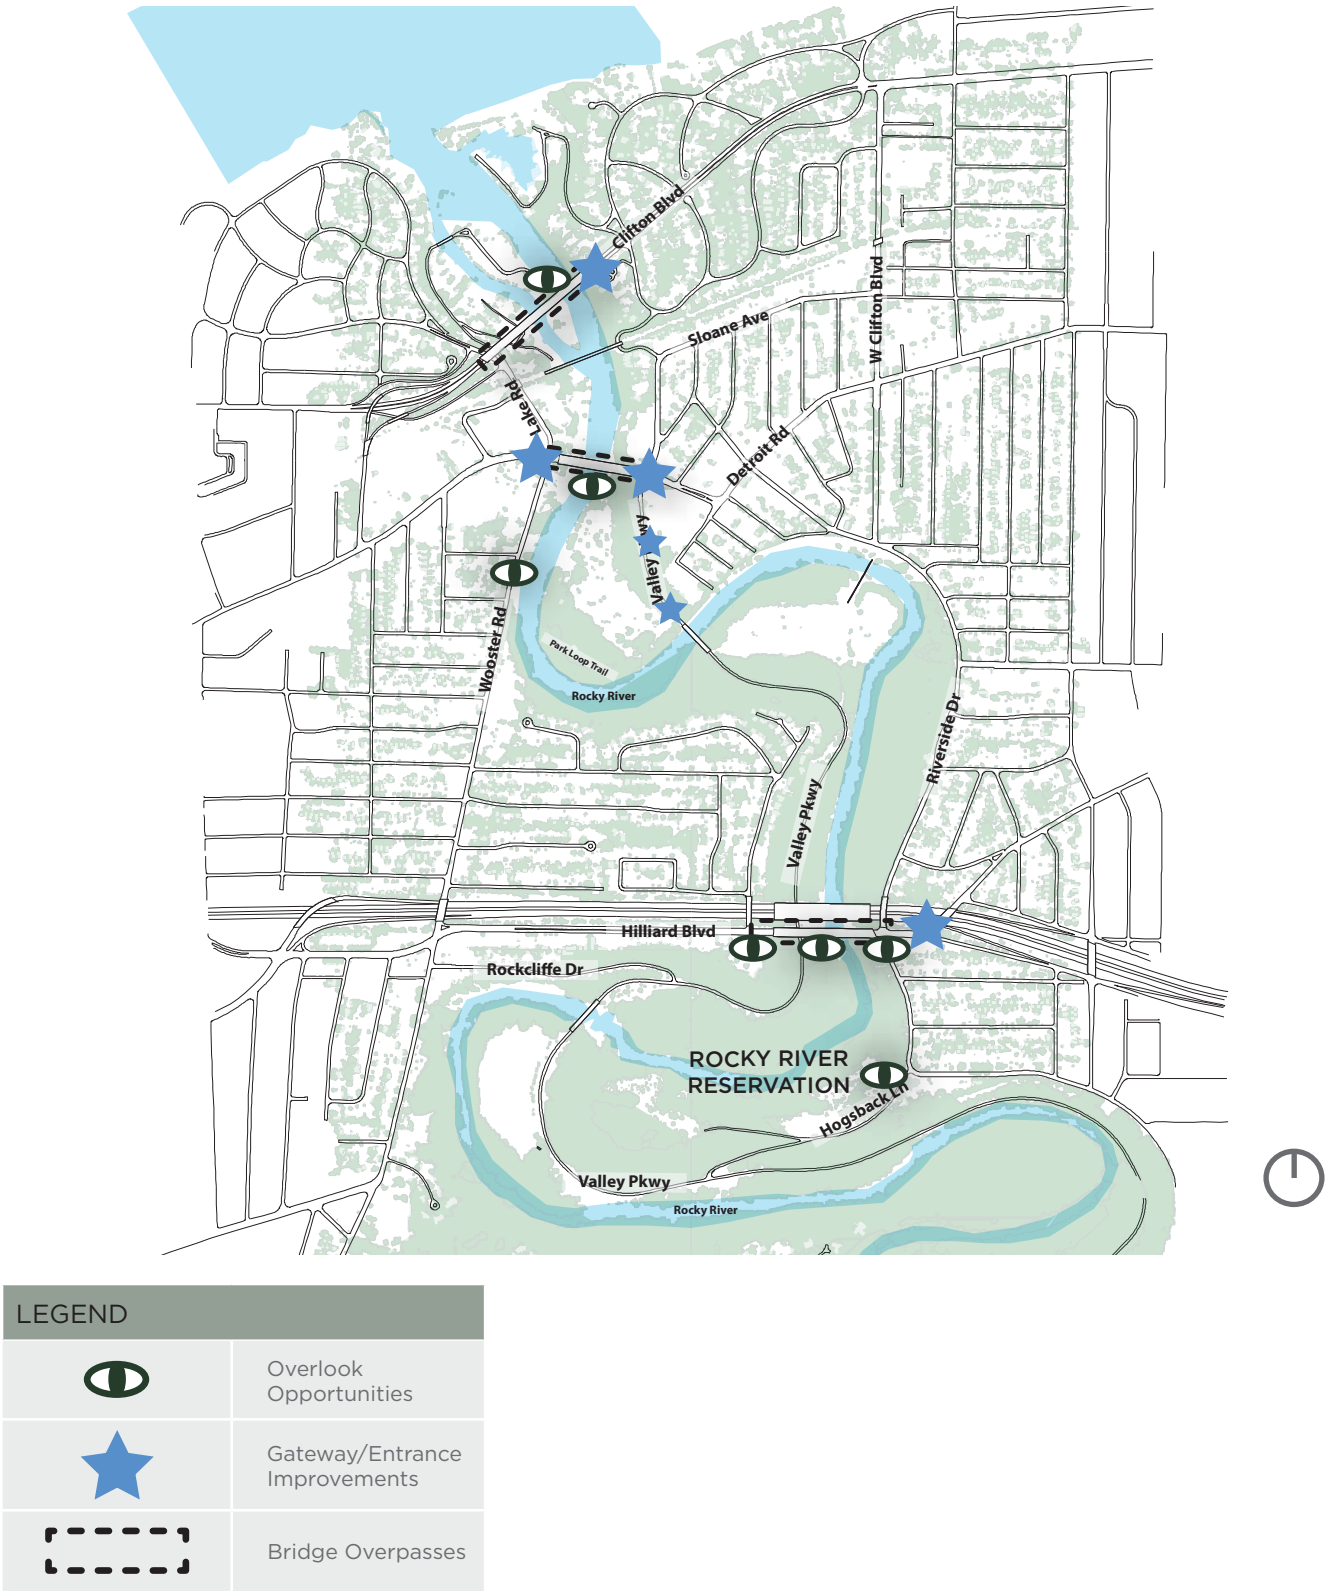 Clifton Blvd
W Clifton Blvd
Sloane Ave
Lake Rd
Detroit Rd
Valley
wy
Wooster Rd
Park Loop Trail
Rocky River
Riverside Dr
Valley Pkwy
Hilliard Blvd
Rockcliffe Dr
ROCKY RIVER
RESERVATION
Hogsback Ln
Valley Pkwy
Rocky River
LEGEND
Overlook
Opportunities
Gateway/Entrance
Improvements
Bridge Overpasses